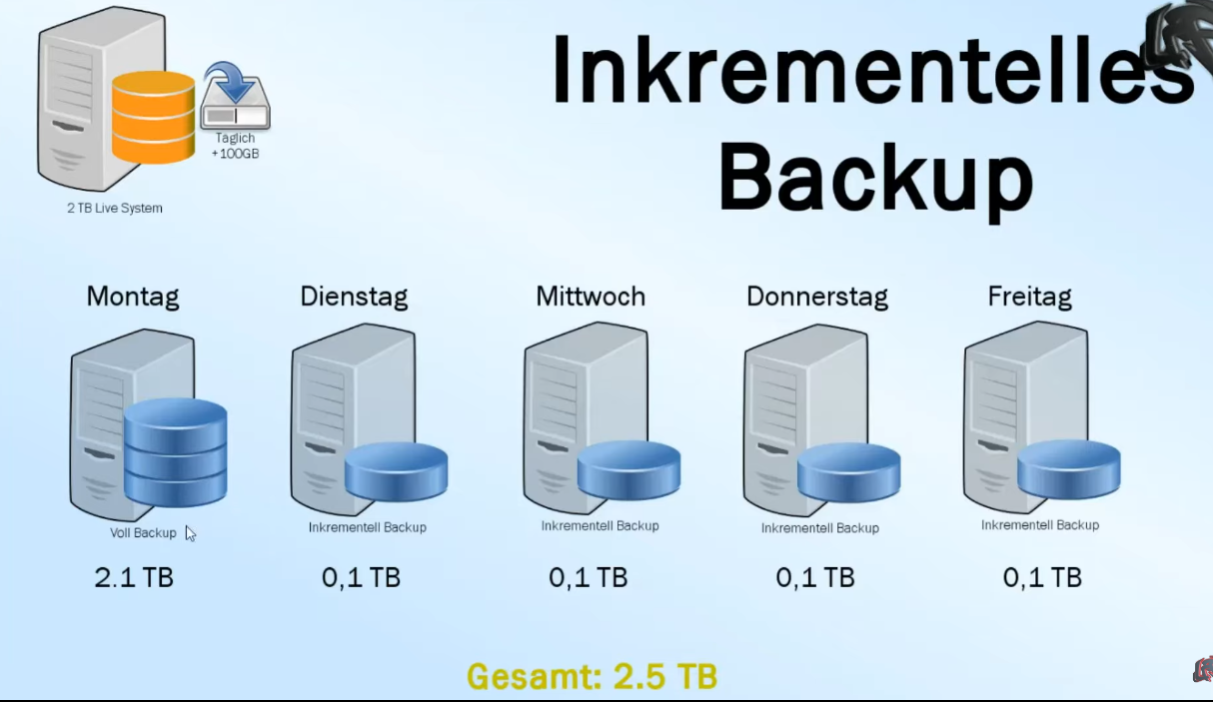 Inkrementelles
Backup
Täglich
+100GB
2 TB Live System
Montag
Dienstag
Mittwoch
Donnerstag
Freitag
Voll Backup
Inkrementell Backup
Inkrementell Backup
Inkrementell Backup
Inkrementell Backup
2.1 TB
0,1 TB
0,1 TB
0,1 TB
0,1 TB
Gesamt: 2.5 TB